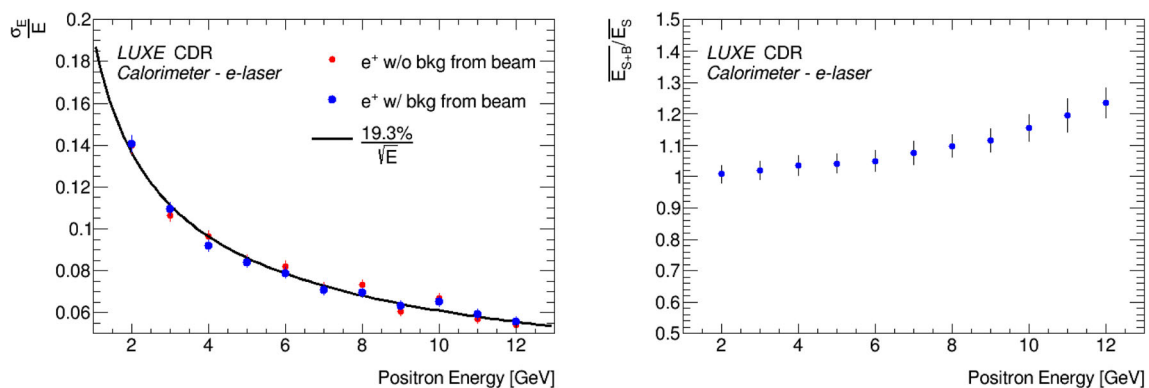 σ_E/E
0.2
0.18
0.16
0.14
0.12
0.1
0.08
0.06
LUXE CDR
Calorimeter - e-laser
e⁺ w/o bkg from beam
e⁺ w/ bkg from beam
19.3%
√E
2 4 6 8 10 12
Positron Energy [GeV]
E_S+B/E_S
1.5
1.4
1.3
1.2
1.1
1
0.9
0.8
0.7
0.6
0.5
LUXE CDR
Calorimeter - e-laser
2 4 6 8 10 12
Positron Energy [GeV]